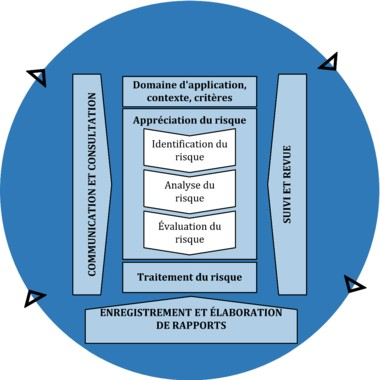 Domaine d'application,
contexte, critères
Appréciation du risque
Identification du
risque
Analyse du
risque
Évaluation du
risque
Traitement du risque
COMMUNICATION ET CONSULTATION
SUIVI ET REVUE
ENREGISTREMENT ET ÉLABORATION
DE RAPPORTS